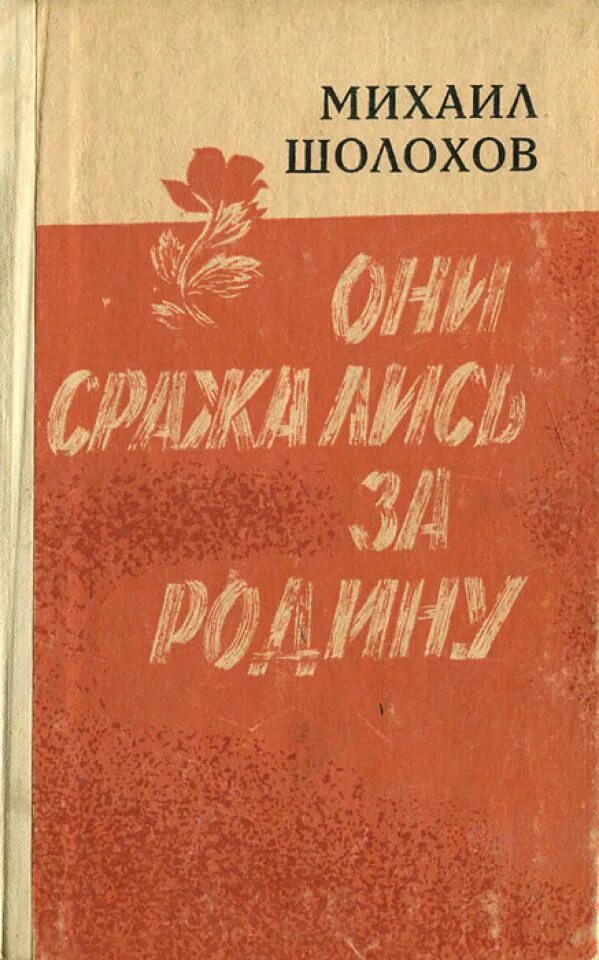 МИХАИЛ
ШОЛОХОВ
ОНИ
СРАЖАЛИСЬ
ЗА
РОДИНУ